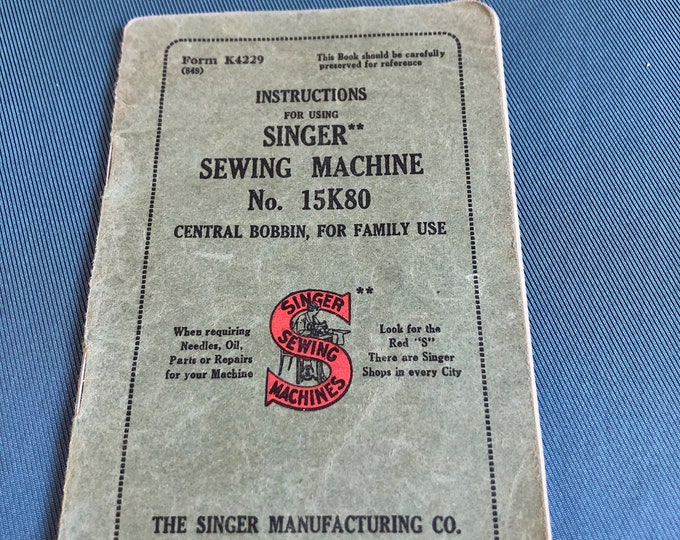 Form K4229
(849)
This Book should be carefully
preserved for reference
INSTRUCTIONS
FOR USING
SINGER**
SEWING MACHINE
No. 15K80
CENTRAL BOBBIN, FOR FAMILY USE
**
SINGER
SEWING
MACHINES
When requiring
Needles, Oil,
Parts or Repairs
for your Machine
Look for the
Red "S"
There are Singer
Shops in every City
THE SINGER MANUFACTURING CO.